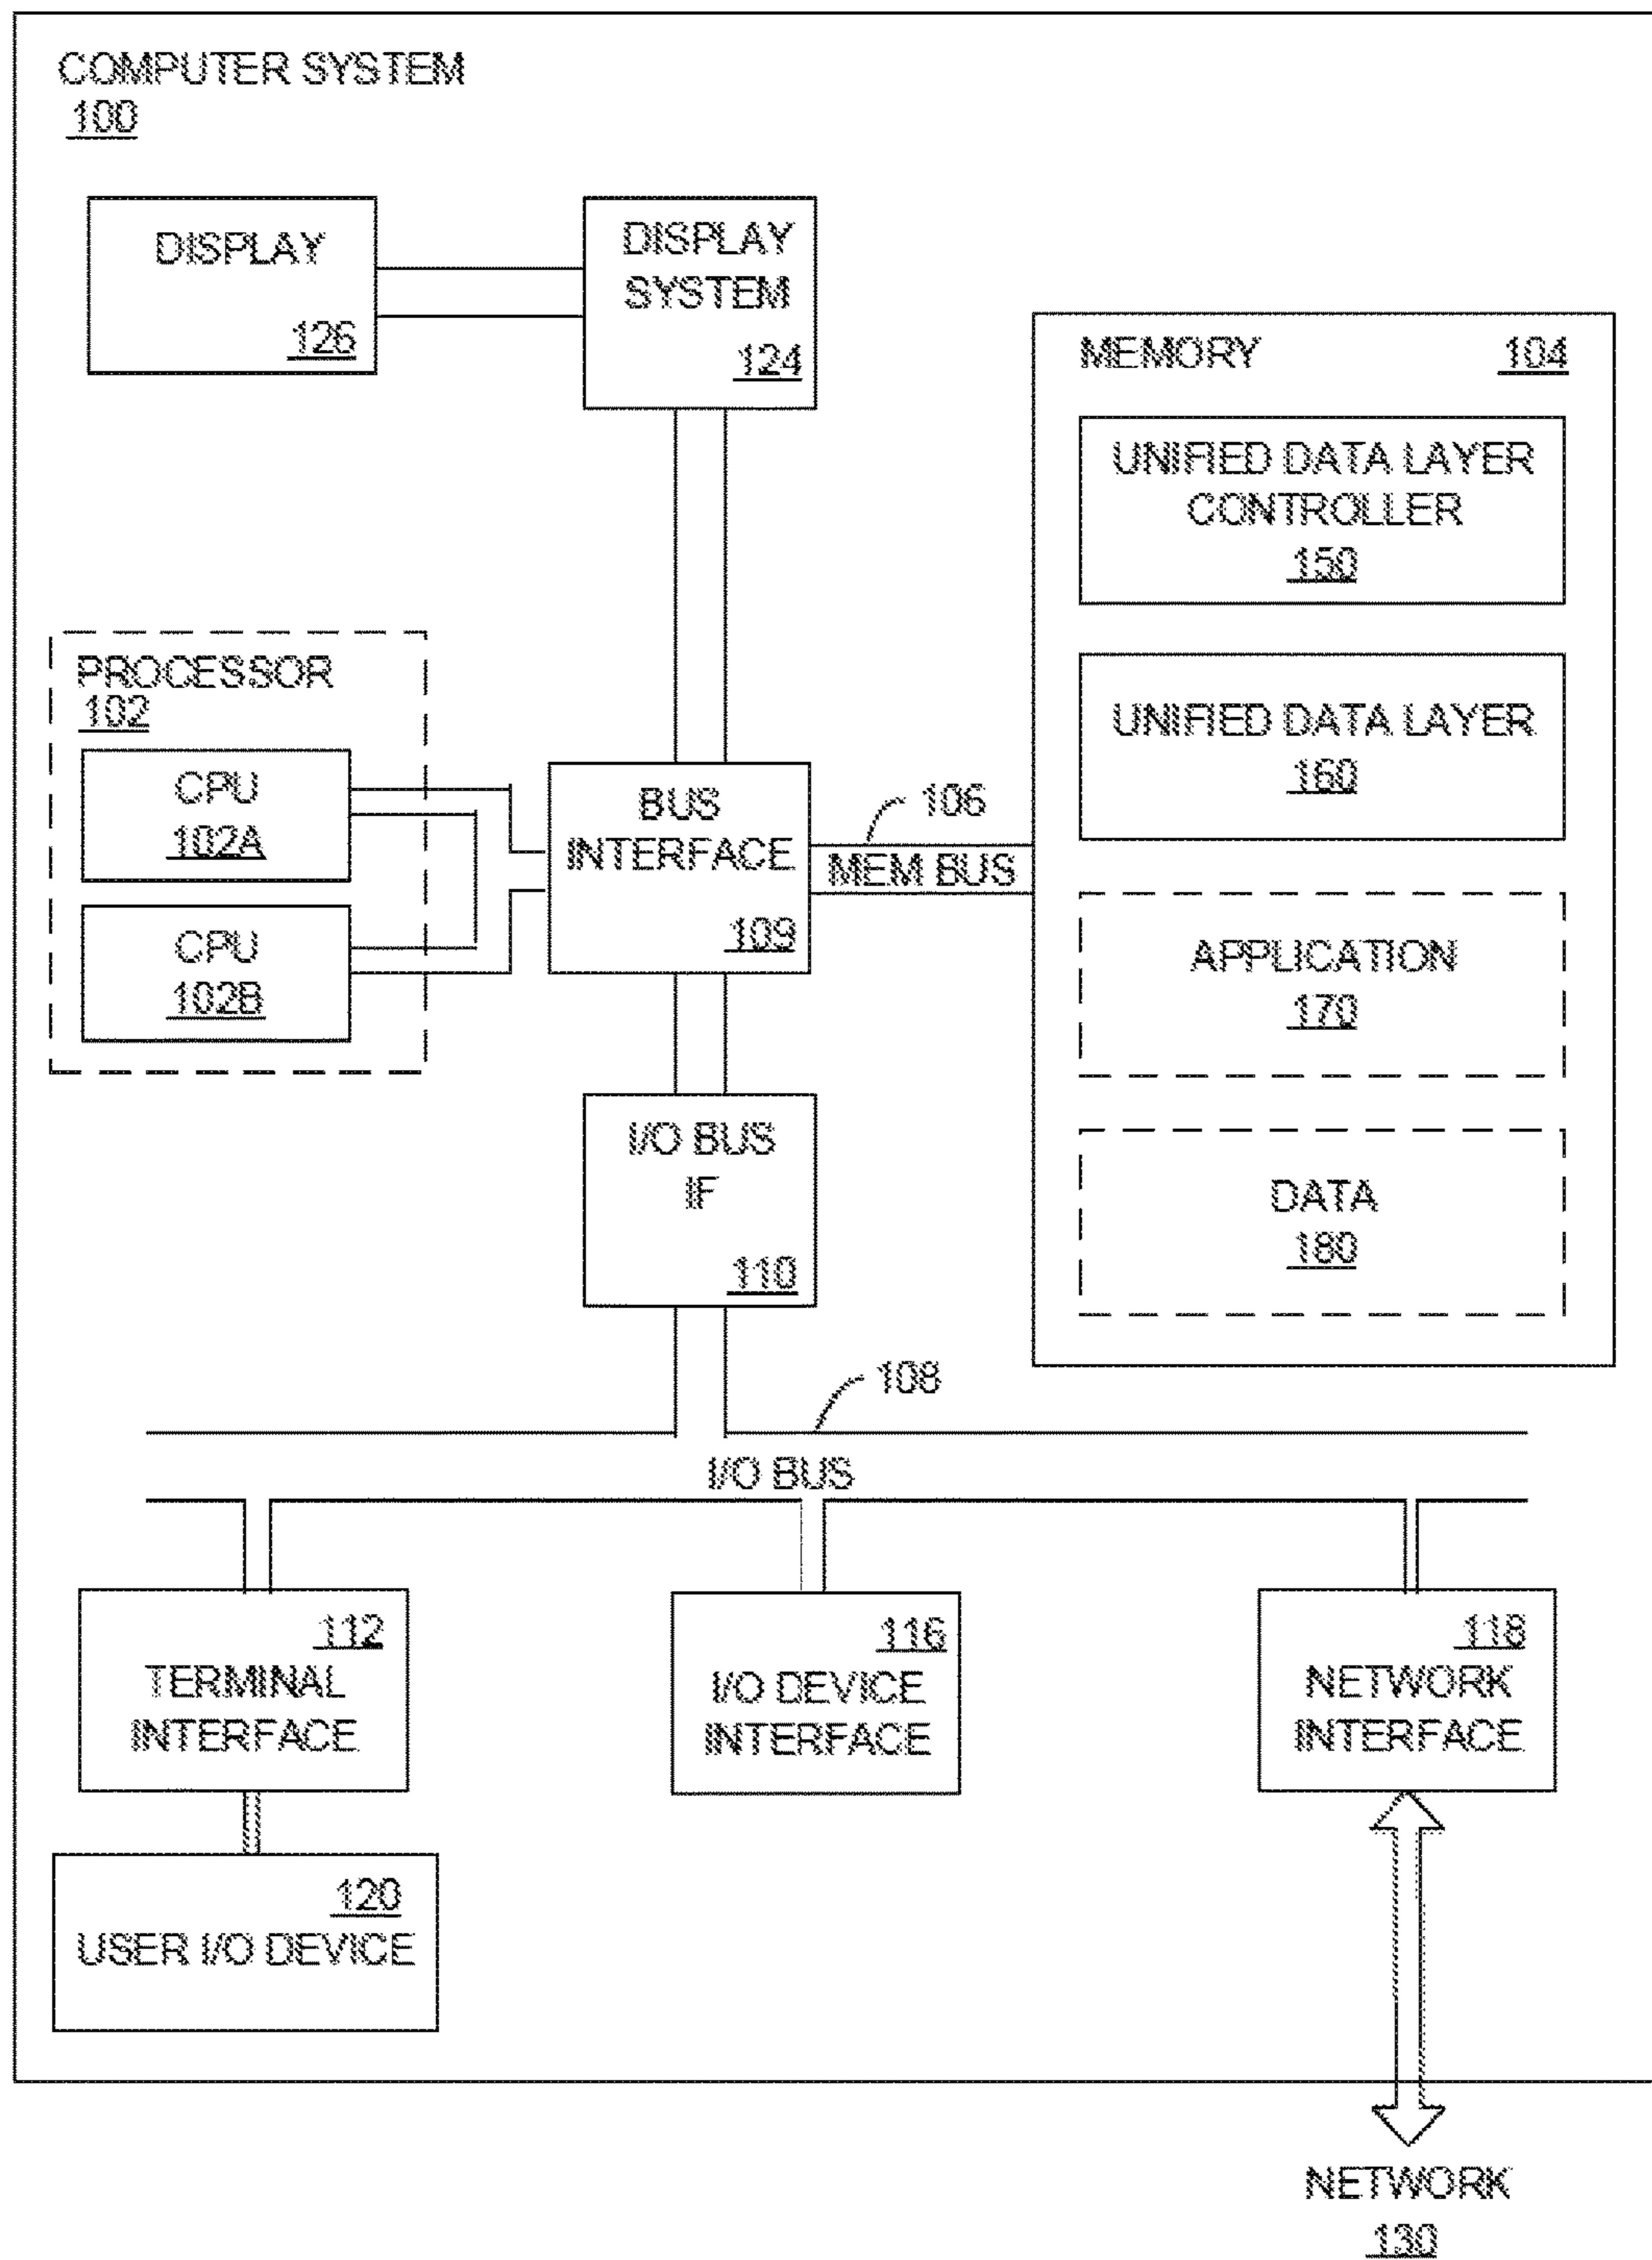 COMPUTER SYSTEM
100
DISPLAY
126
DISPLAY
SYSTEM
124
MEMORY 104
UNIFIED DATA LAYER
CONTROLLER
150
UNIFIED DATA LAYER
160
APPLICATION
170
DATA
180
PROCESSOR
102
CPU
102A
CPU
102B
BUS
INTERFACE
109
106
MEM BUS
I/O BUS
IF
110
108
I/O BUS
112
TERMINAL
INTERFACE
116
I/O DEVICE
INTERFACE
118
NETWORK
INTERFACE
120
USER I/O DEVICE
NETWORK
130